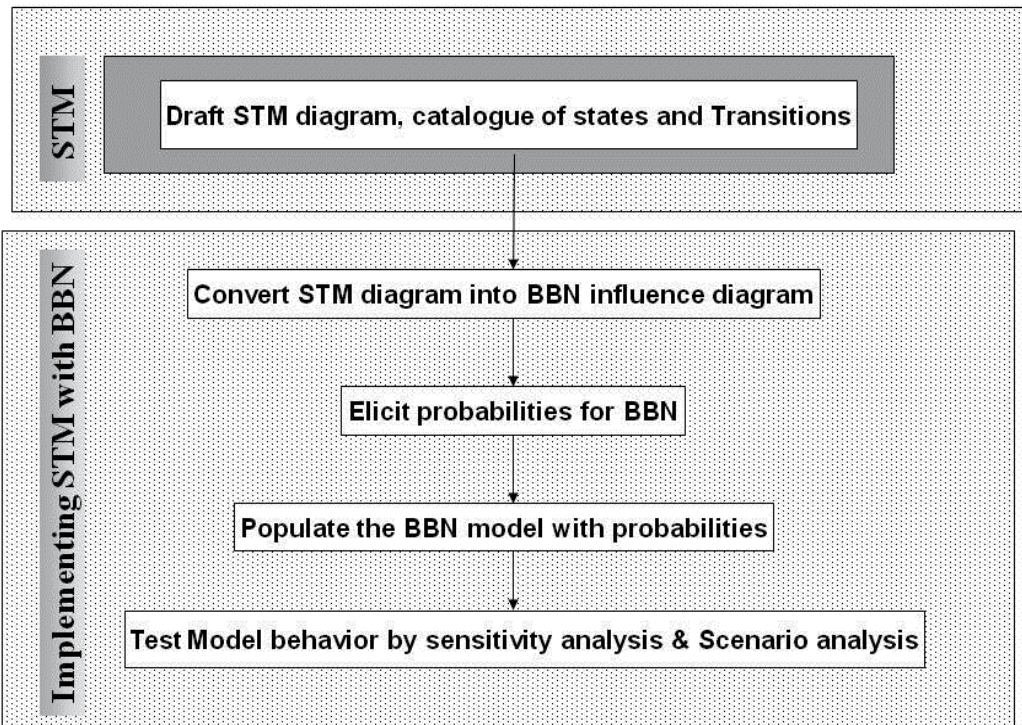 STM
Draft STM diagram, catalogue of states and Transitions
Implementing STM with BBN
Convert STM diagram into BBN influence diagram
Elicit probabilities for BBN
Populate the BBN model with probabilities
Test Model behavior by sensitivity analysis & Scenario analysis